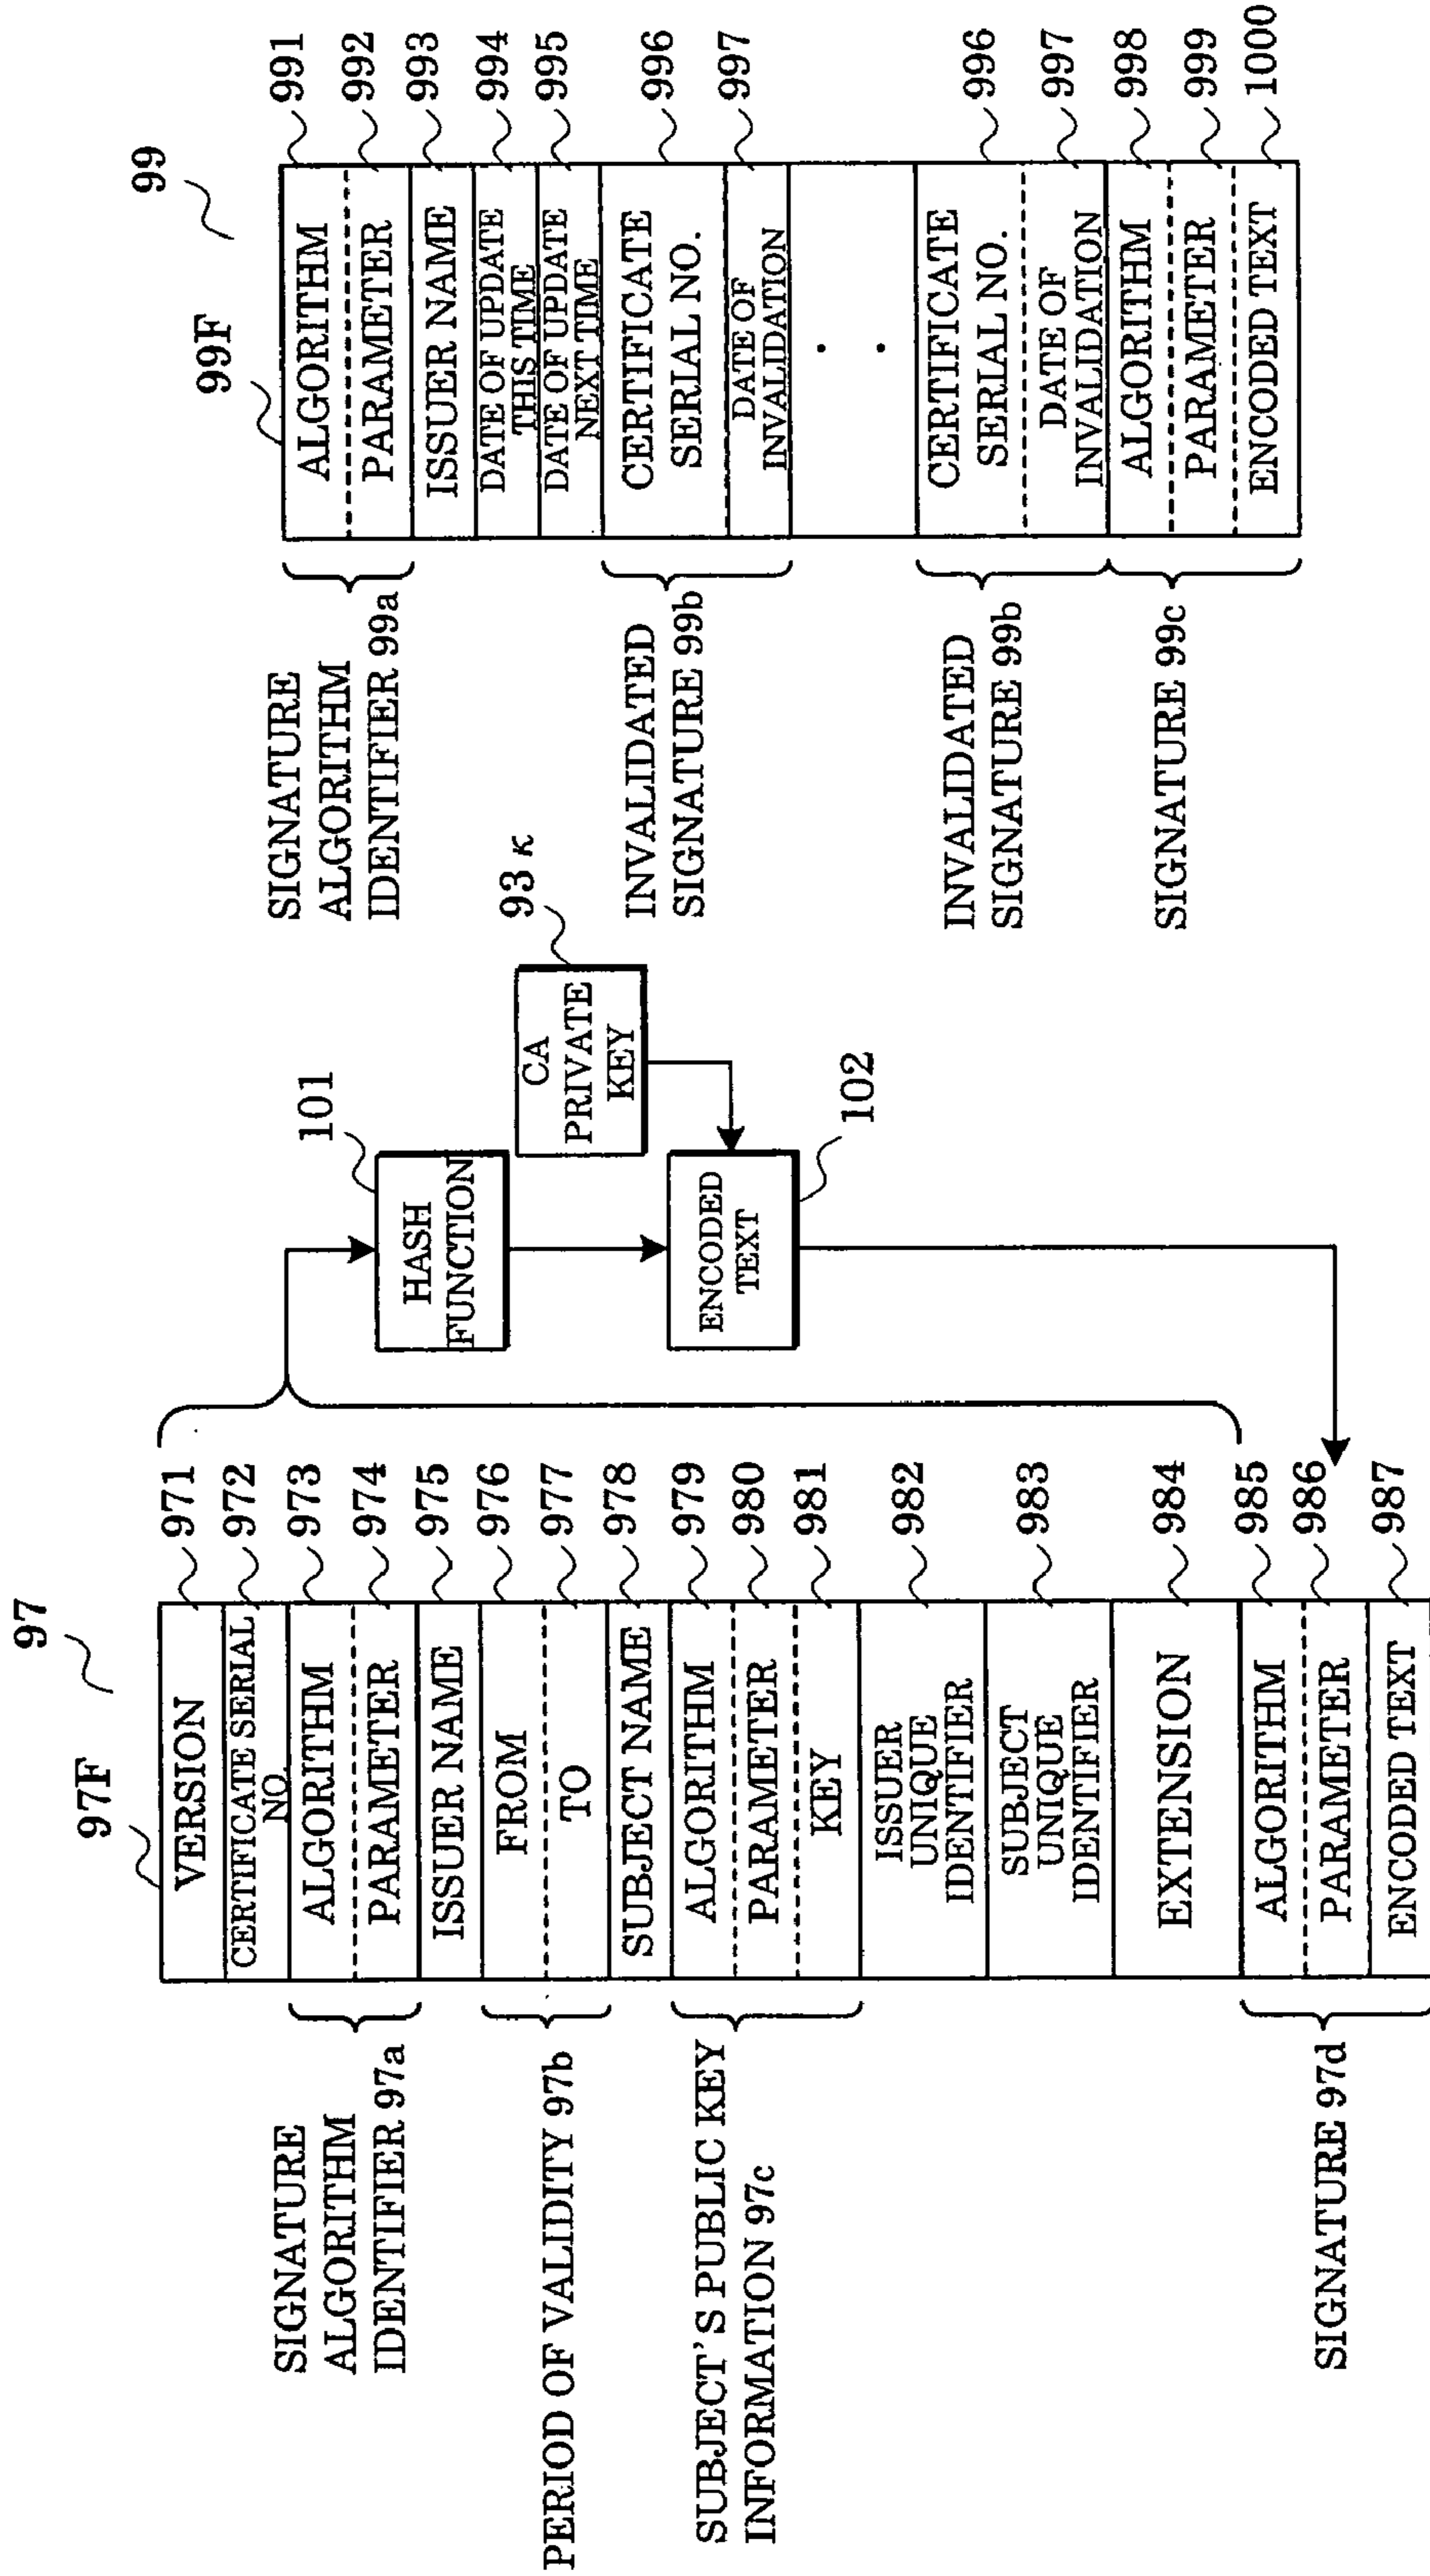 97
97F
VERSION
971
CERTIFICATE SERIAL
NO.
972
SIGNATURE
ALGORITHM
IDENTIFIER 97a
ALGORITHM
973
PARAMETER
974
ISSUER NAME
975
PERIOD OF VALIDITY 97b
FROM
976
TO
977
SUBJECT NAME
978
SUBJECT'S PUBLIC KEY
INFORMATION 97c
ALGORITHM
979
PARAMETER
980
KEY
981
ISSUER
UNIQUE
IDENTIFIER
982
SUBJECT
UNIQUE
IDENTIFIER
983
EXTENSION
984
SIGNATURE 97d
ALGORITHM
985
PARAMETER
986
ENCODED TEXT
987
101
HASH
FUNCTION
93 κ
CA
PRIVATE
KEY
ENCODED
TEXT
102
99
99F
SIGNATURE
ALGORITHM
IDENTIFIER 99a
ALGORITHM
991
PARAMETER
992
ISSUER NAME
993
DATE OF UPDATE
THIS TIME
994
DATE OF UPDATE
NEXT TIME
995
INVALIDATED
SIGNATURE 99b
CERTIFICATE
SERIAL NO.
996
DATE OF
INVALIDATION
997
INVALIDATED
SIGNATURE 99b
CERTIFICATE
SERIAL NO.
996
DATE OF
INVALIDATION
997
SIGNATURE 99c
ALGORITHM
998
PARAMETER
999
ENCODED TEXT
1000